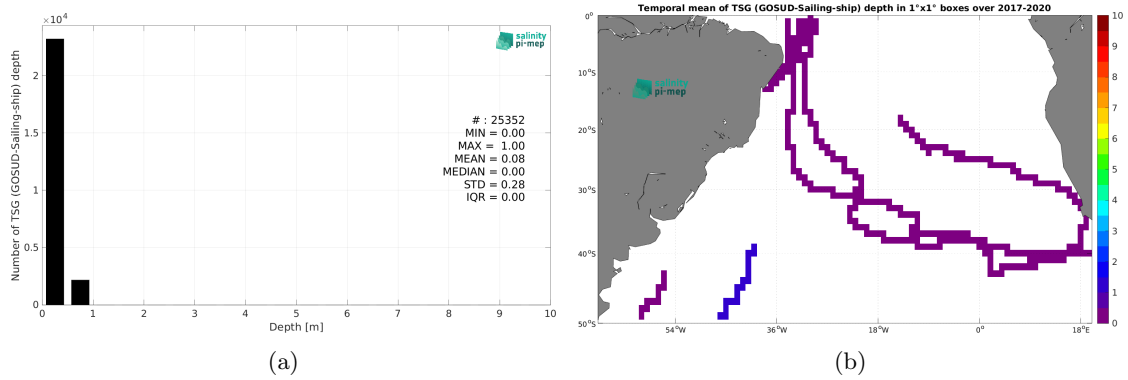 ×10⁴
2
1.5
1
0.5
0
Number of TSG (GOSUD-Sailing-ship) depth
0 1 2 3 4 5 6 7 8 9 10
Depth [m]
salinity
pi-mep
# : 25352
MIN = 0.00
MAX = 1.00
MEAN = 0.08
MEDIAN = 0.00
STD = 0.28
IQR = 0.00
(a)
Temporal mean of TSG (GOSUD-Sailing-ship) depth in 1°x1° boxes over 2017-2020
0°
10°S
20°S
30°S
40°S
50°S
54°W 36°W 18°W 0° 18°E
salinity
pi-mep
10
9
8
7
6
5
4
3
2
1
0
(b)